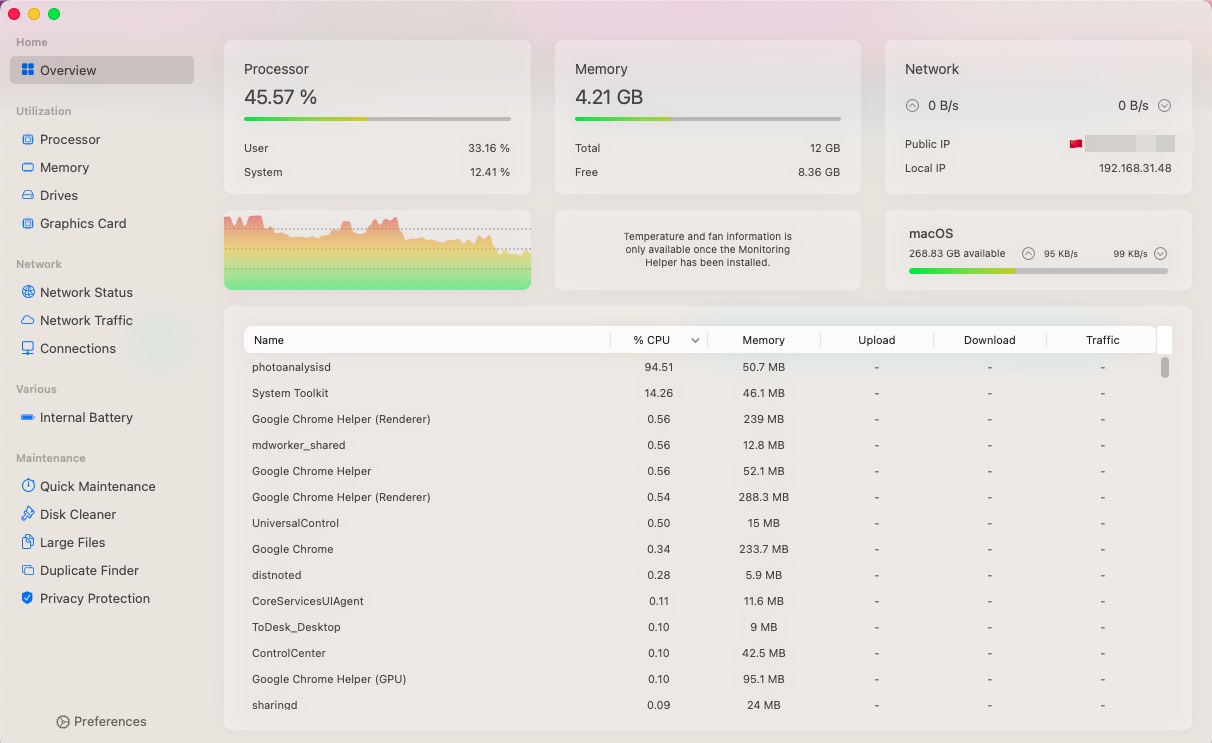 Home
Overview
Utilization
Processor
Memory
Drives
Graphics Card
Network
Network Status
Network Traffic
Connections
Various
Internal Battery
Maintenance
Quick Maintenance
Disk Cleaner
Large Files
Duplicate Finder
Privacy Protection
Preferences
Processor
45.57 %
User 33.16 %
System 12.41 %
Memory
4.21 GB
Total 12 GB
Free 8.36 GB
Network
0 B/s 0 B/s
Public IP
Local IP 192.168.31.48
Temperature and fan information is
only available once the Monitoring
Helper has been installed.
macOS
268.83 GB available 95 KB/s 99 KB/s
Name % CPU Memory Upload Download Traffic
photoanalysisd 94.51 50.7 MB - - -
System Toolkit 14.26 46.1 MB - - -
Google Chrome Helper (Renderer) 0.56 239 MB - - -
mdworker_shared 0.56 12.8 MB - - -
Google Chrome Helper 0.56 52.1 MB - - -
Google Chrome Helper (Renderer) 0.54 288.3 MB - - -
UniversalControl 0.50 15 MB - - -
Google Chrome 0.34 233.7 MB - - -
distnoted 0.28 5.9 MB - - -
CoreServicesUIAgent 0.11 11.6 MB - - -
ToDesk_Desktop 0.10 9 MB - - -
ControlCenter 0.10 42.5 MB - - -
Google Chrome Helper (GPU) 0.10 95.1 MB - - -
sharingd 0.09 24 MB - - -